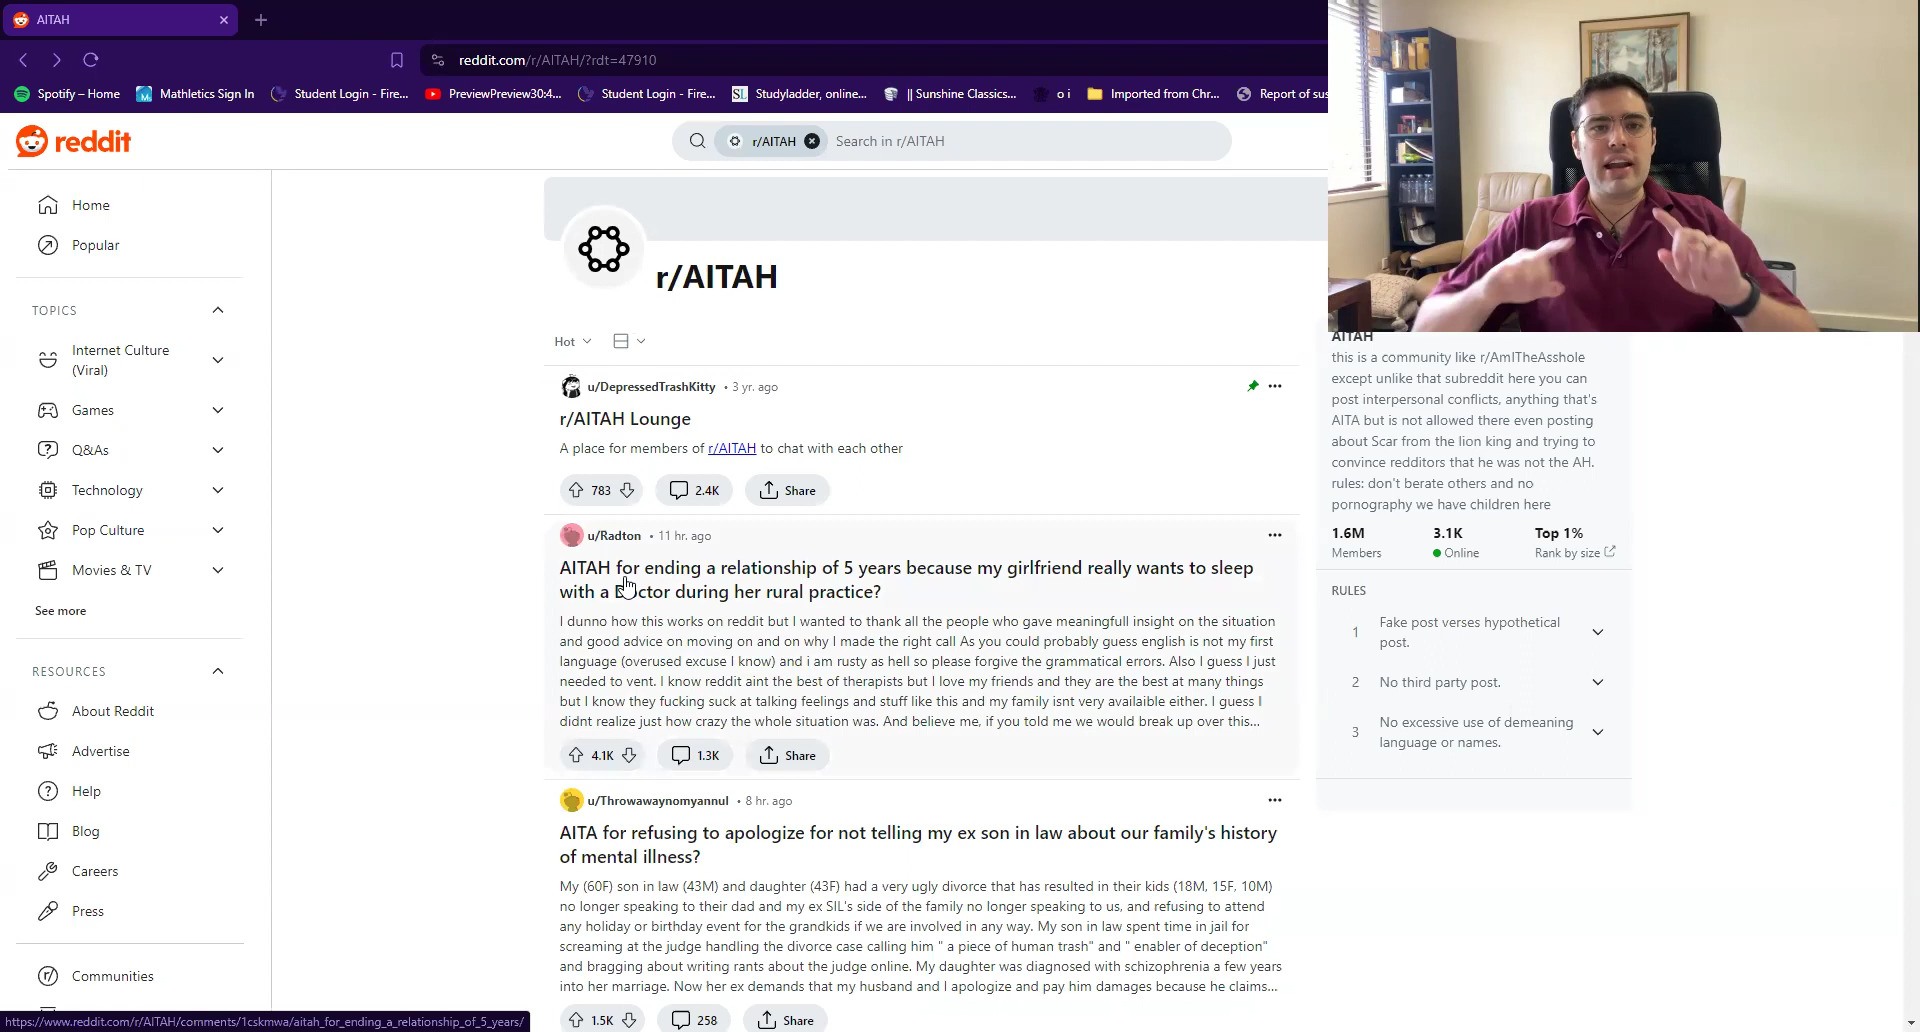 AITAH
reddit.com/r/AITAH/?rdt=47910
Spotify – Home
Mathletics Sign In
Student Login - Fire...
PreviewPreview30:4...
Student Login - Fire...
SL Studyladder, online...
|| Sunshine Classics...
o i
Imported from Chr...
Report of sus
reddit
r/AITAH
Search in r/AITAH
Home
Popular
TOPICS
Internet Culture
(Viral)
Games
Q&As
Technology
Pop Culture
Movies & TV
See more
RESOURCES
About Reddit
Advertise
Help
Blog
Careers
Press
Communities
https://www.reddit.com/r/AITAH/comments/1cskmwa/aitah_for_ending_a_relationship_of_5_years/
r/AITAH
Hot
u/DepressedTrashKitty • 3 yr. ago
r/AITAH Lounge
A place for members of r/AITAH to chat with each other
783
2.4K
Share
u/Radton • 11 hr. ago
AITAH for ending a relationship of 5 years because my girlfriend really wants to sleep
with a Doctor during her rural practice?
I dunno how this works on reddit but I wanted to thank all the people who gave meaningfull insight on the situation
and good advice on moving on and on why I made the right call As you could probably guess english is not my first
language (overused excuse I know) and i am rusty as hell so please forgive the grammatical errors. Also I guess I just
needed to vent. I know reddit aint the best of therapists but I love my friends and they are the best at many things
but I know they fucking suck at talking feelings and stuff like this and my family isnt very availaible either. I guess I
didnt realize just how crazy the whole situation was. And believe me, if you told me we would break up over this...
4.1K
1.3K
Share
u/Throwawaynomyannul • 8 hr. ago
AITA for refusing to apologize for not telling my ex son in law about our family's history
of mental illness?
My (60F) son in law (43M) and daughter (43F) had a very ugly divorce that has resulted in their kids (18M, 15F, 10M)
no longer speaking to their dad and my ex SIL's side of the family no longer speaking to us, and refusing to attend
any holiday or birthday event for the grandkids if we are involved in any way. My son in law spent time in jail for
screaming at the judge handling the divorce case calling him " a piece of human trash" and " enabler of deception"
and bragging about writing rants about the judge online. My daughter was diagnosed with schizophrenia a few years
into her marriage. Now her ex demands that my husband and I apologize and pay him damages because he claims...
1.5K
258
Share
AITAH
this is a community like r/AmITheAsshole
except unlike that subreddit here you can
post interpersonal conflicts, anything that's
AITA but is not allowed there even posting
about Scar from the lion king and trying to
convince redditors that he was not the AH.
rules: don't berate others and no
pornography we have children here
1.6M
Members
3.1K
Online
Top 1%
Rank by size
RULES
1 Fake post verses hypothetical
post.
2 No third party post.
3 No excessive use of demeaning
language or names.